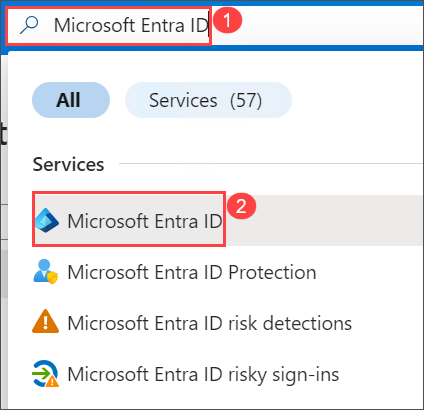 Microsoft Entra ID 1
All Services (57)
t
Services
Microsoft Entra ID 2
Microsoft Entra ID Protection
Microsoft Entra ID risk detections
Microsoft Entra ID risky sign-ins